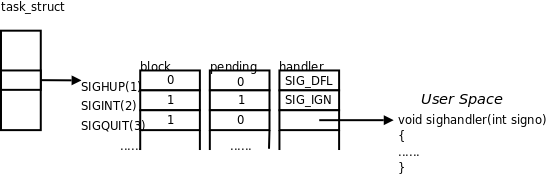 task_struct
block pending handler
SIGHUP(1) 0 0 SIG_DFL
SIGINT(2) 1 1 SIG_IGN
User Space
SIGQUIT(3) 1 0 void sighandler(int signo)
{
...... ...... ......
}